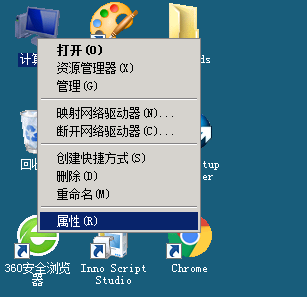 计算
ds
打开(O)
资源管理器(X)
管理(G)
映射网络驱动器(N)...
断开网络驱动器(C)...
回收
tup
er
创建快捷方式(S)
删除(D)
重命名(M)
属性(R)
360安全浏览器
Inno Script Studio
Chrome